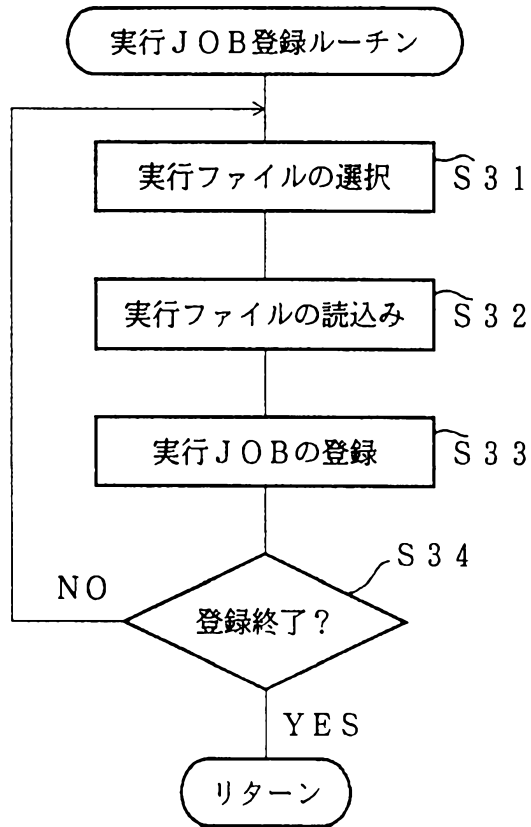 実行JOB登録ルーチン
実行ファイルの選択
S31
実行ファイルの読込み
S32
実行JOBの登録
S33
S34
NO
登録終了?
YES
リターン